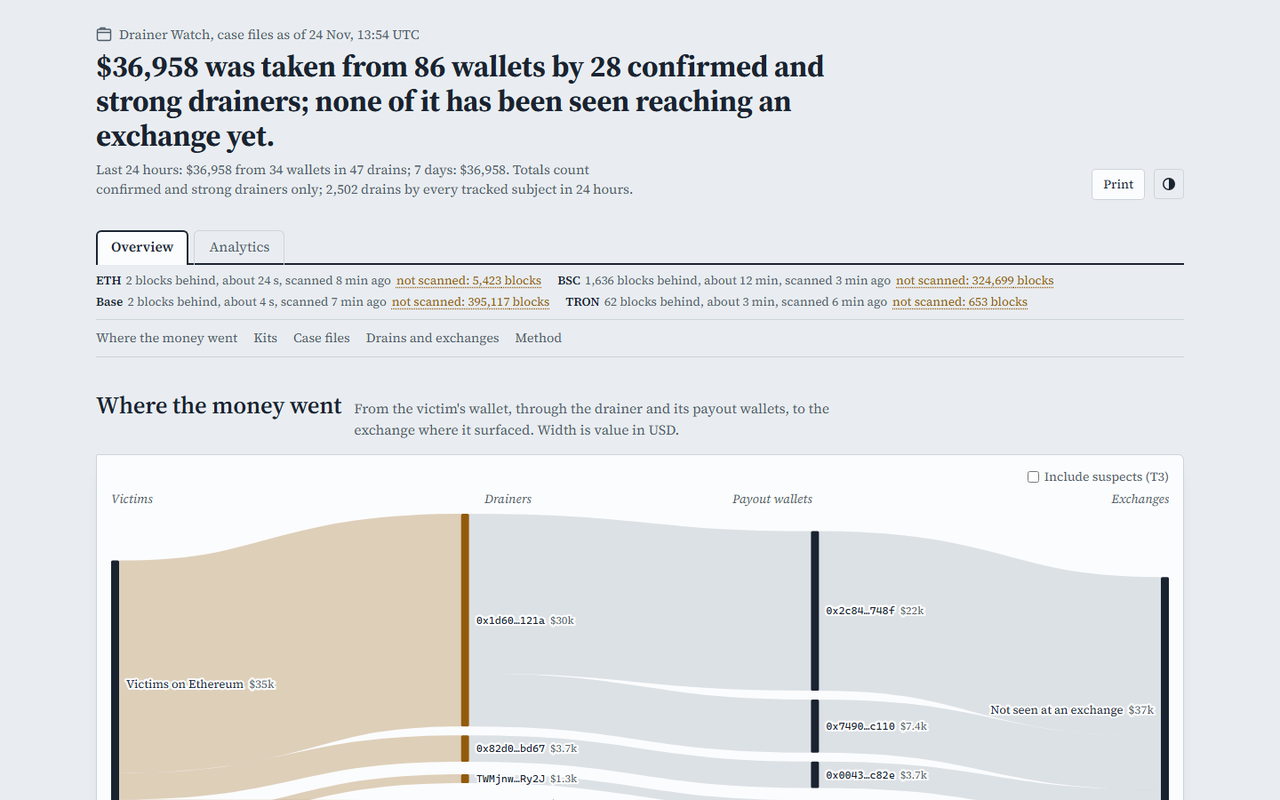 Drainer Watch, case files as of 24 Nov, 13:54 UTC
$36,958 was taken from 86 wallets by 28 confirmed and
strong drainers; none of it has been seen reaching an
exchange yet.
Last 24 hours: $36,958 from 34 wallets in 47 drains; 7 days: $36,958. Totals count
confirmed and strong drainers only; 2,502 drains by every tracked subject in 24 hours.
Print
Overview Analytics
ETH 2 blocks behind, about 24 s, scanned 8 min ago not scanned: 5,423 blocks BSC 1,636 blocks behind, about 12 min, scanned 3 min ago not scanned: 324,699 blocks
Base 2 blocks behind, about 4 s, scanned 7 min ago not scanned: 395,117 blocks TRON 62 blocks behind, about 3 min, scanned 6 min ago not scanned: 653 blocks
Where the money went Kits Case files Drains and exchanges Method
Where the money went From the victim's wallet, through the drainer and its payout wallets, to the
exchange where it surfaced. Width is value in USD.
Include suspects (T3)
Victims Drainers Payout wallets Exchanges
0x2c84…748f $22k
0x1d60…121a $30k
Victims on Ethereum $35k
Not seen at an exchange $37k
0x7490…c110 $7.4k
0x82d0…bd67 $3.7k
0x0043…c82e $3.7k
TWMjnw…Ry2J $1.3k